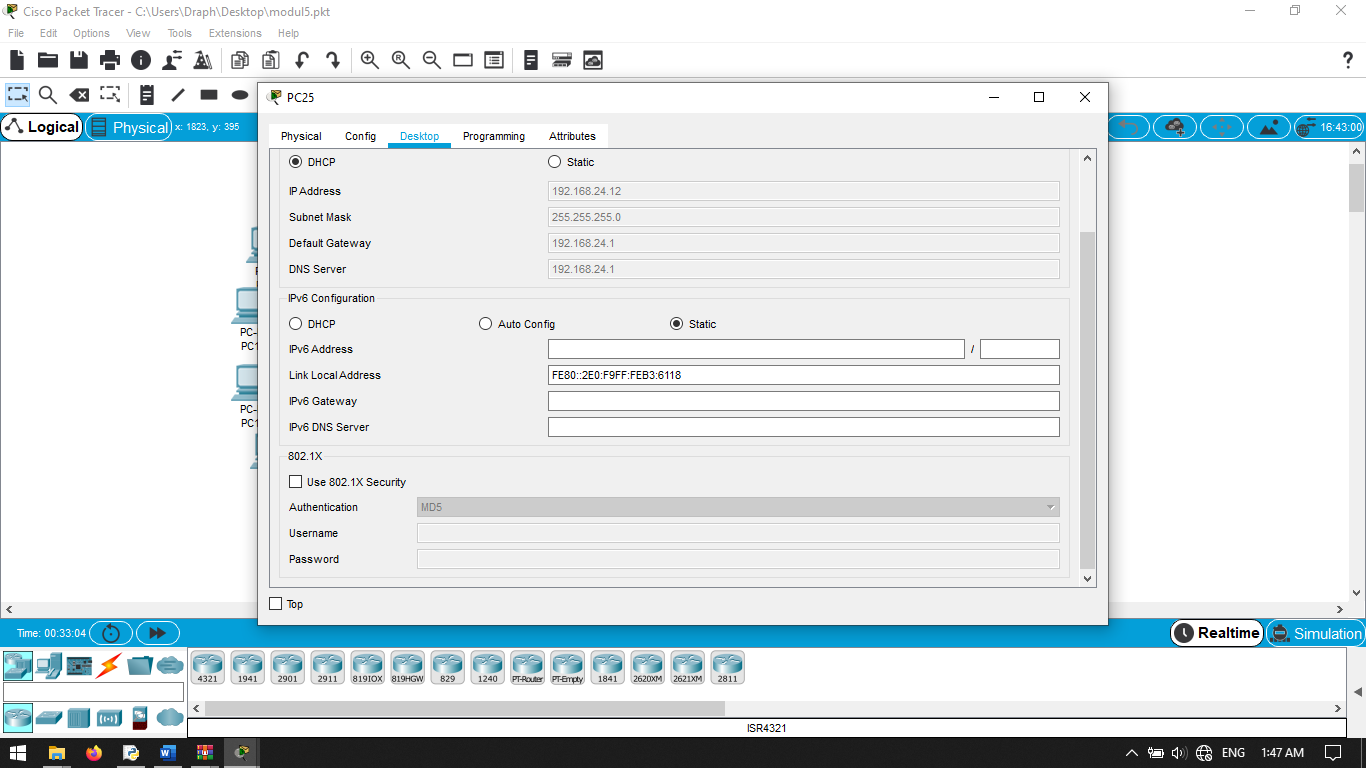 Cisco Packet Tracer - C:\Users\Draph\Desktop\modul5.pkt
File Edit Options View Tools Extensions Help
PC25
Logical Physical x: 1823, y: 395 16:43:00
Physical Config Desktop Programming Attributes
DHCP Static
IP Address 192.168.24.12
Subnet Mask 255.255.255.0
Default Gateway 192.168.24.1
DNS Server 192.168.24.1
IPv6 Configuration
DHCP Auto Config Static
IPv6 Address /
Link Local Address FE80::2E0:F9FF:FEB3:6118
IPv6 Gateway
IPv6 DNS Server
802.1X
Use 802.1X Security
Authentication MD5
Username
Password
Top
PC-
PC1
PC-
PC1
Time: 00:33:04 Realtime Simulation
4321 1941 2901 2911 819IOX 819HGW 829 1240 PT-Router PT-Empty 1841 2620XM 2621XM 2811
ISR4321
ENG 1:47 AM